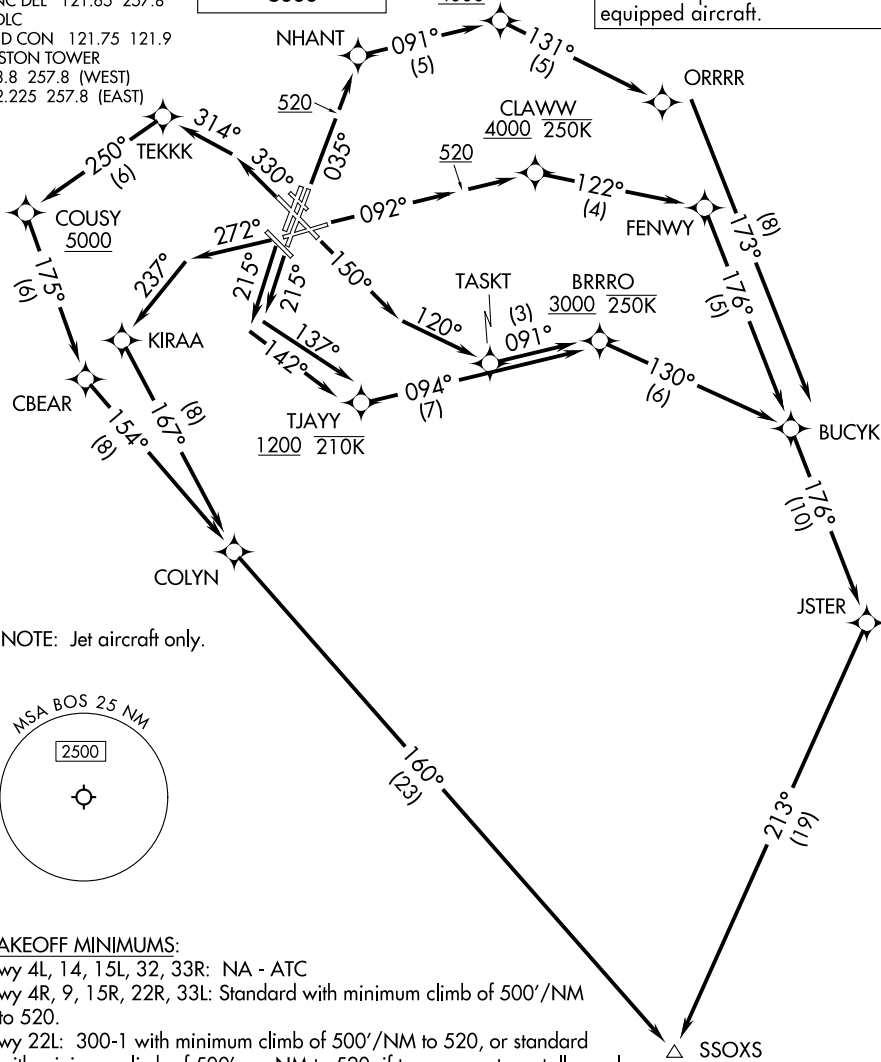 121.65 257.8
D CON 121.75 121.9
STON TOWER
257.8 (WEST)
2.225 257.8 (EAST)
equipped aircraft.
NHANT
091°
(5)
131°
(5)
ORRRR
520
035°
CLAWW
4000 250K
520
TEKKK
314°
330°
250°
(6)
COUSY
5000
092°
122°
(4)
FENWY
173°
(8)
272°
237°
215°
215°
150°
175°
(6)
176°
(5)
TASKT
BRRRO
3000 250K
(3)
091°
120°
KIRAA
137°
142°
CBEAR
167°
(8)
154°
(8)
TJAYY
1200 210K
094°
(7)
130°
(6)
BUCYK
176°
(10)
COLYN
JSTER
NOTE: Jet aircraft only.
MSA BOS 25 NM
2500
160°
(23)
213°
(19)
AKEOFF MINIMUMS:
wy 4L, 14, 15L, 32, 33R: NA - ATC
wy 4R, 9, 15R, 22R, 33L: Standard with minimum climb of 500'/NM
to 520.
wy 22L: 300-1 with minimum climb of 500'/NM to 520, or standard
SSOXS